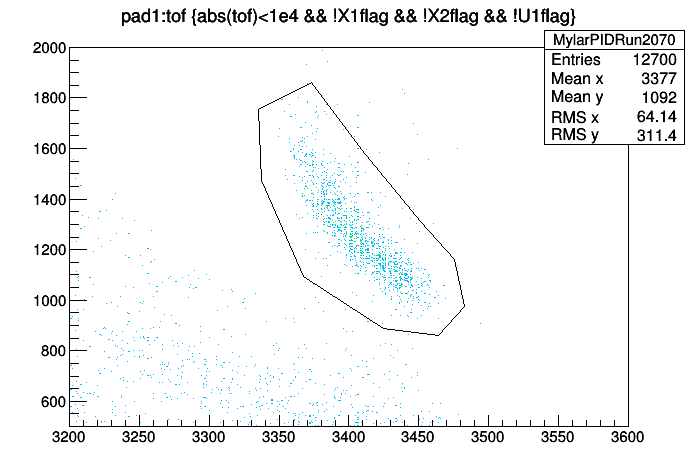 pad1:tof {abs(tof)<1e4 && !X1flag && !X2flag && !U1flag}
MylarPIDRun2070
Entries 12700
Mean x 3377
Mean y 1092
RMS x 64.14
RMS y 311.4
2000
1800
1600
1400
1200
1000
800
600
3200 3250 3300 3350 3400 3450 3500 3550 3600